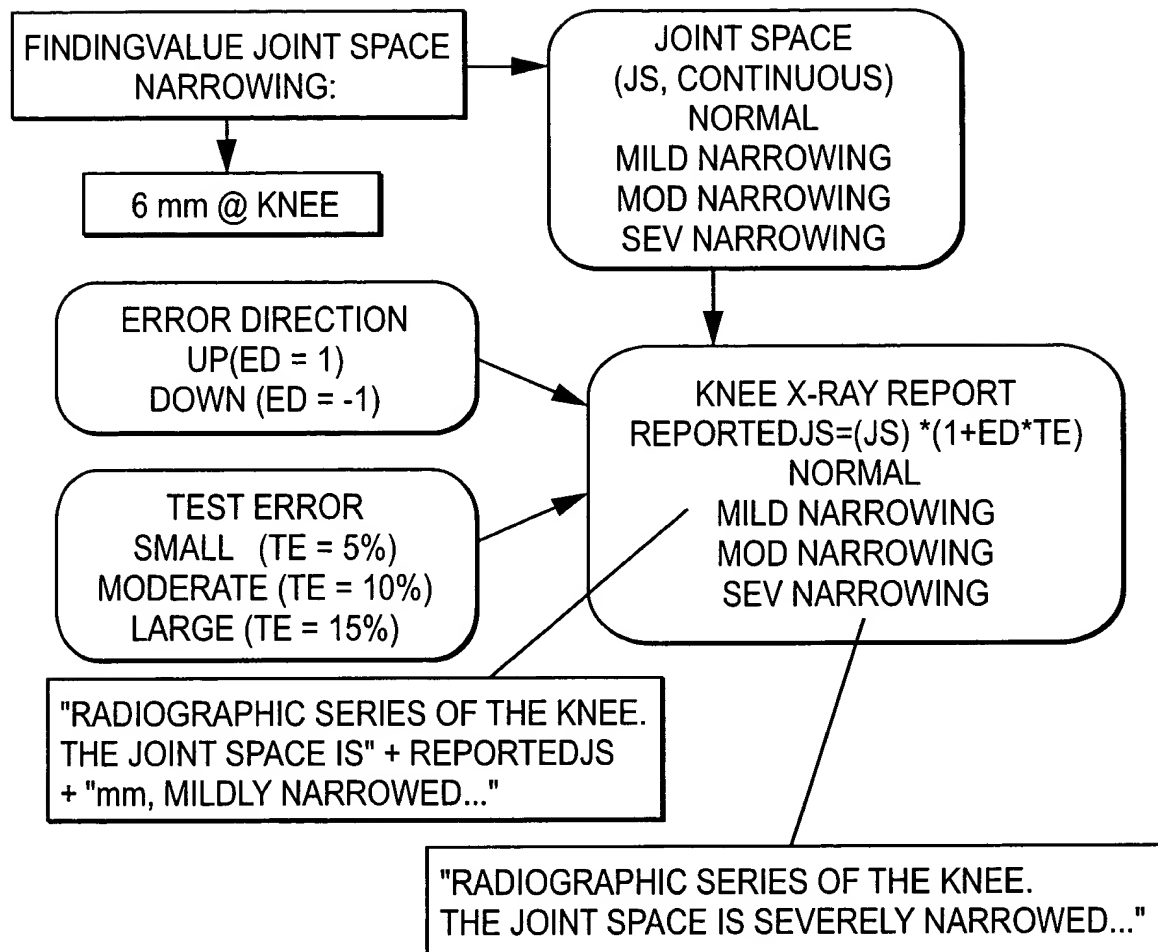 FINDINGVALUE JOINT SPACE
NARROWING:
6 mm @ KNEE
JOINT SPACE
(JS, CONTINUOUS)
NORMAL
MILD NARROWING
MOD NARROWING
SEV NARROWING
ERROR DIRECTION
UP(ED = 1)
DOWN (ED = -1)
TEST ERROR
SMALL (TE = 5%)
MODERATE (TE = 10%)
LARGE (TE = 15%)
KNEE X-RAY REPORT
REPORTEDJS=(JS) *(1+ED*TE)
NORMAL
MILD NARROWING
MOD NARROWING
SEV NARROWING
"RADIOGRAPHIC SERIES OF THE KNEE.
THE JOINT SPACE IS" + REPORTEDJS
+ "mm, MILDLY NARROWED..."
"RADIOGRAPHIC SERIES OF THE KNEE.
THE JOINT SPACE IS SEVERELY NARROWED..."